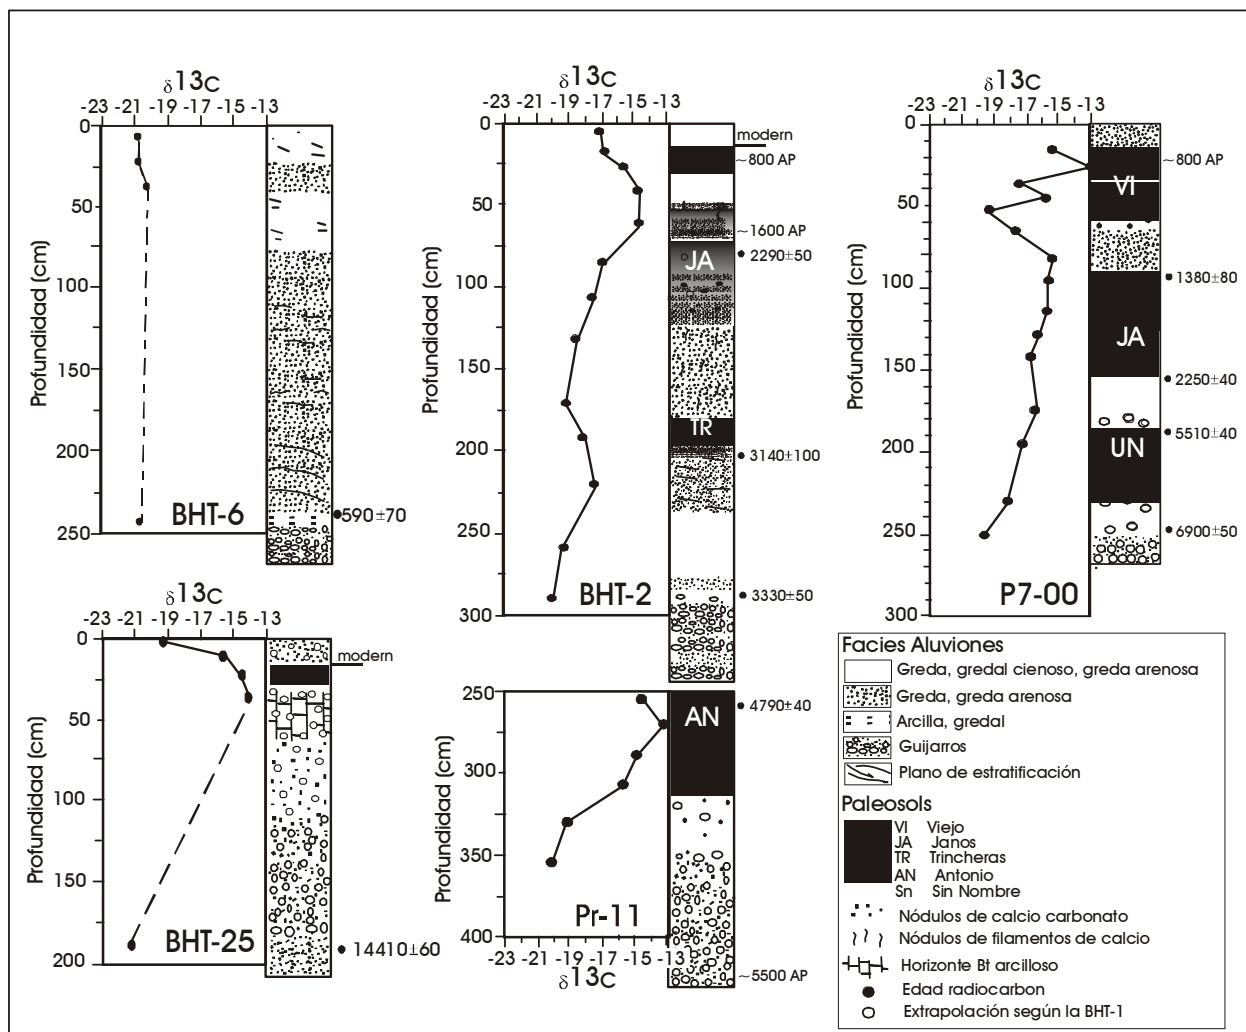 δ13C
-23 -21 -19 -17 -15 -13
0
50
100
150
200
250
Profundidad (cm)
BHT-6
590±70
δ13C
-23 -21 -19 -17 -15 -13
0
50
100
150
200
250
300
Profundidad (cm)
BHT-2
modern
~800 AP
~1600 AP
JA
2290±50
TR
3140±100
3330±50
δ13C
-23 -21 -19 -17 -15 -13
0
50
100
150
200
250
300
Profundidad (cm)
P7-00
~800 AP
VI
1380±80
JA
2250±40
5510±40
UN
6900±50
δ13C
-23 -21 -19 -17 -15 -13
0
50
100
150
200
Profundidad (cm)
BHT-25
modern
14410±60
250
300
350
400
Profundidad (cm)
Pr-11
AN
4790±40
~5500 AP
-23 -21 -19 -17 -15 -13
δ13C
Facies Aluviones
Greda, gredal cienoso, greda arenosa
Greda, greda arenosa
Arcilla, gredal
Guijarros
Plano de estratificación
Paleosols
VI Viejo
JA Janos
TR Trincheras
AN Antonio
Sn Sin Nombre
Nódulos de calcio carbonato
Nódulos de filamentos de calcio
Horizonte Bt arcilloso
Edad radiocarbon
Extrapolación según la BHT-1